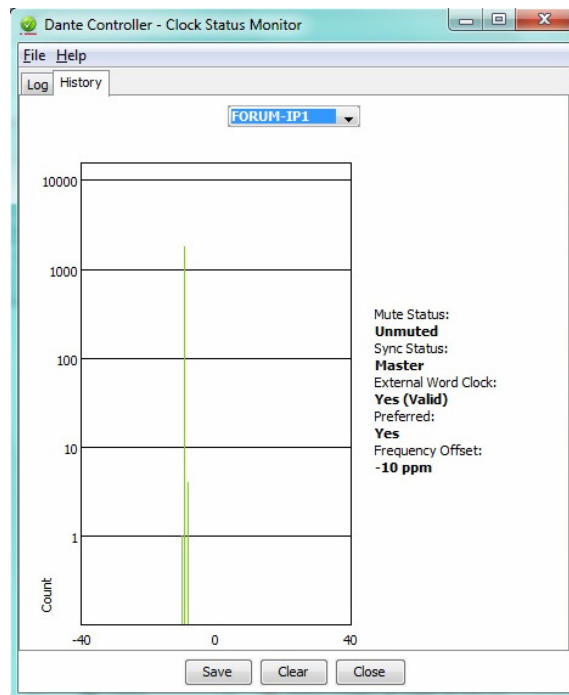 Dante Controller - Clock Status Monitor
File Help
Log History
FORUM-IP1
10000
1000
100
10
1
Count
-40 0 40
Mute Status:
Unmuted
Sync Status:
Master
External Word Clock:
Yes (Valid)
Preferred:
Yes
Frequency Offset:
-10 ppm
Save Clear Close